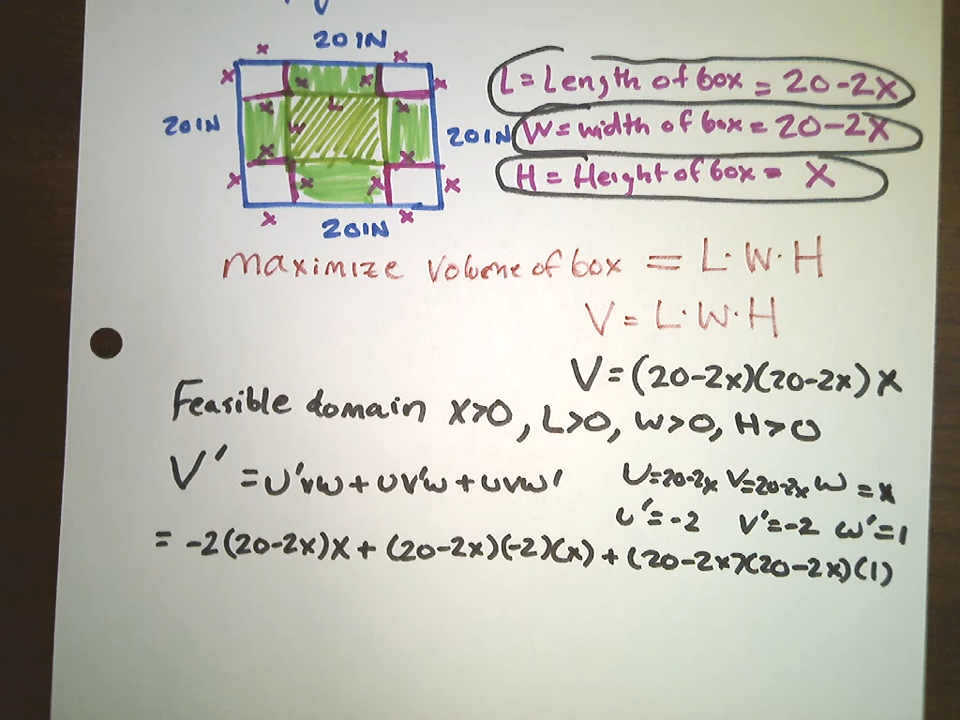 20 IN
x x
x x
x x
x L x
20IN W 20IN
x x
x x
x x
x x
20IN
L = Length of box = 20-2X
W = width of box = 20-2X
H = Height of box = X
Maximize Volume of box = L·W·H
V = L·W·H
V = (20-2x)(20-2x) X
Feasible domain X>0, L>0, W>0, H>0
V' = u'vw + uv'w + uvw' U=20-2x V=20-2x W = x
u'=-2 v'=-2 w'=1
= -2(20-2x)X + (20-2x)(-2)(x) + (20-2x)(20-2x)(1)